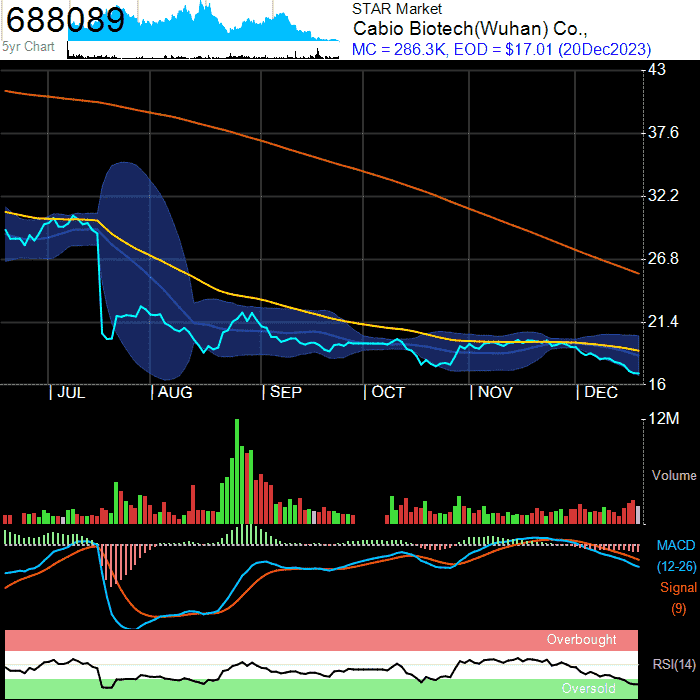 688089
5yr Chart
STAR Market
Cabio Biotech(Wuhan) Co.,
MC = 286.3K, EOD = $17.01 (20Dec2023)
43
37.6
32.2
26.8
21.4
16
| JUL | AUG | SEP | OCT | NOV | DEC
12M
Volume
MACD
(12-26)
Signal
(9)
Overbought
RSI(14)
Oversold